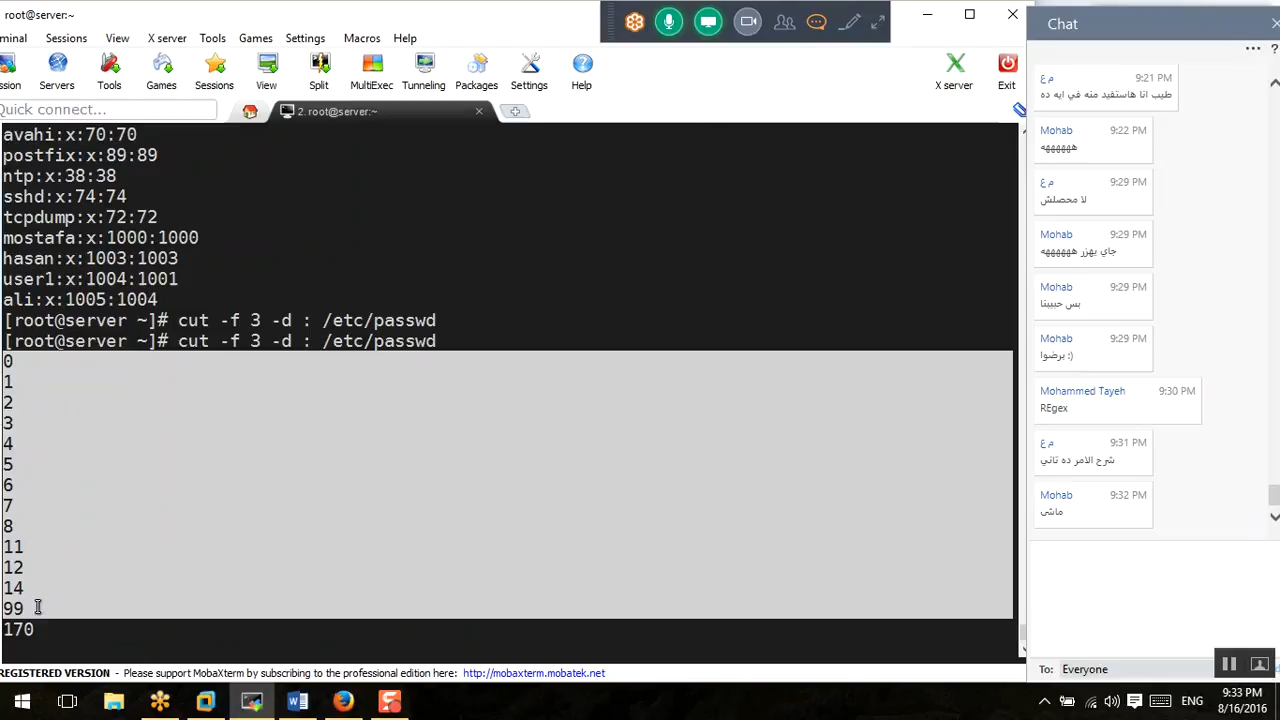 root@server:~
minal Sessions View X server Tools Games Settings Macros Help
ssion Servers Tools Games Sessions View Split MultiExec Tunneling Packages Settings Help X server Exit
Quick connect...
2. root@server:~
avahi:x:70:70
postfix:x:89:89
ntp:x:38:38
sshd:x:74:74
tcpdump:x:72:72
mostafa:x:1000:1000
hasan:x:1003:1003
user1:x:1004:1001
ali:x:1005:1004
[root@server ~]# cut -f 3 -d : /etc/passwd
[root@server ~]# cut -f 3 -d : /etc/passwd
0
1
2
3
4
5
6
7
8
11
12
14
99
170
REGISTERED VERSION - Please support MobaXterm by subscribing to the professional edition here: http://mobaxterm.mobatek.net
Chat
م ع 9:21 PM
طيب انا هاستفيد منه في ايه ده
Mohab 9:22 PM
هههههههه
م ع 9:29 PM
لا محصلش
Mohab 9:29 PM
جاي يهزر ههههههه
Mohab 9:29 PM
بس حبيبنا
Mohab 9:29 PM
برضوا :)
Mohammed Tayeh 9:30 PM
REgex
م ع 9:31 PM
شرح الامر ده تاني
Mohab 9:32 PM
ماشى
To: Everyone
ENG
9:33 PM
8/16/2016